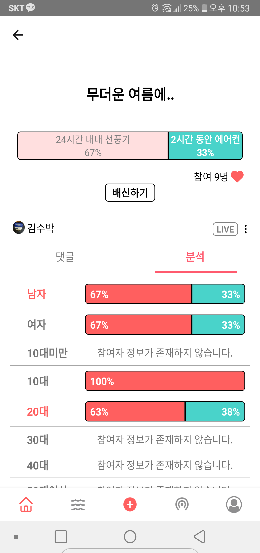 SKT 25% 오후 10:53
무더운 여름에..
24시간 내내 선풍기 2시간 동안 에어컨
67% 33%
참여 9명
배신하기
김수박 LIVE
댓글 분석
남자 67% 33%
여자 67% 33%
10대미만 참여자 정보가 존재하지 않습니다.
10대 100%
20대 63% 38%
30대 참여자 정보가 존재하지 않습니다.
40대 참여자 정보가 존재하지 않습니다.